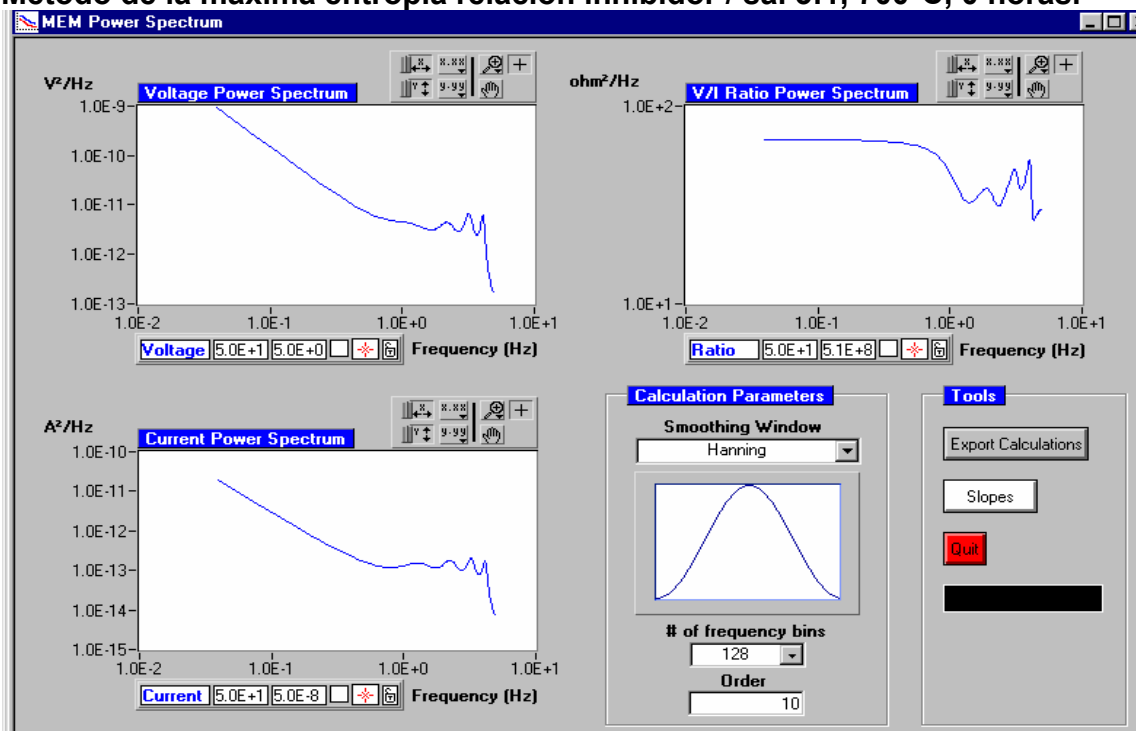 Método de la máxima entropía relación inhibidor / sal 3:1, 700°C, 0 horas.
MEM Power Spectrum
V²/Hz
Voltage Power Spectrum
1.0E-9
1.0E-10
1.0E-11
1.0E-12
1.0E-13
1.0E-2 1.0E-1 1.0E+0 1.0E+1
Voltage 5.0E+1 5.0E+0 Frequency (Hz)
ohm²/Hz
V/I Ratio Power Spectrum
1.0E+2
1.0E+1
1.0E-2 1.0E-1 1.0E+0 1.0E+1
Ratio 5.0E+1 5.1E+8 Frequency (Hz)
A²/Hz
Current Power Spectrum
1.0E-10
1.0E-11
1.0E-12
1.0E-13
1.0E-14
1.0E-15
1.0E-2 1.0E-1 1.0E+0 1.0E+1
Current 5.0E+1 5.0E-8 Frequency (Hz)
Calculation Parameters
Smoothing Window
Hanning
# of frequency bins
128
Order
10
Tools
Export Calculations
Slopes
Quit